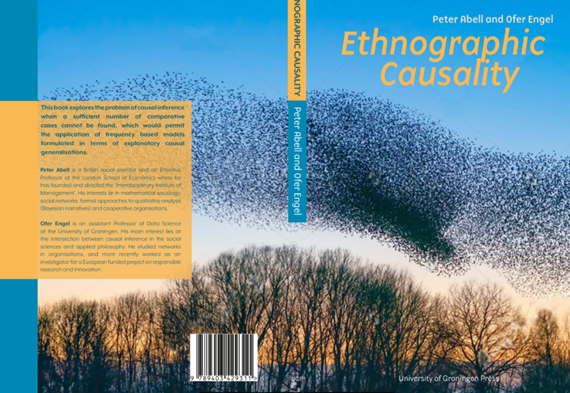 This book explores the problem of causal inference
when a sufficient number of comparative
cases cannot be found, which would permit
the application of frequency based models
formulated in terms of explanatory causal
generalisations.
Peter Abell is a British social scientist and an Emeritus
Professor at the London School of Economics where he
has founded and directed the 'Interdisciplinary Institute of
Management'. His interests lie in mathematical sociology,
social networks, formal approaches to qualitative analysis
(Bayesian narratives) and cooperative organisations.
Ofer Engel is an assistant Professor of Data Science
at the University of Groningen. His main interest lies at
the intersection between causal inference in the social
sciences and applied philosophy. He studied networks
in organisations, and more recently worked as an
investigator for a European funded project on responsible
research and innovation.
NOGRAPHIC CAUSALITY
Peter Abell and Ofer Engel
Peter Abell and Ofer Engel
Ethnographic
Causality
University of Groningen Press